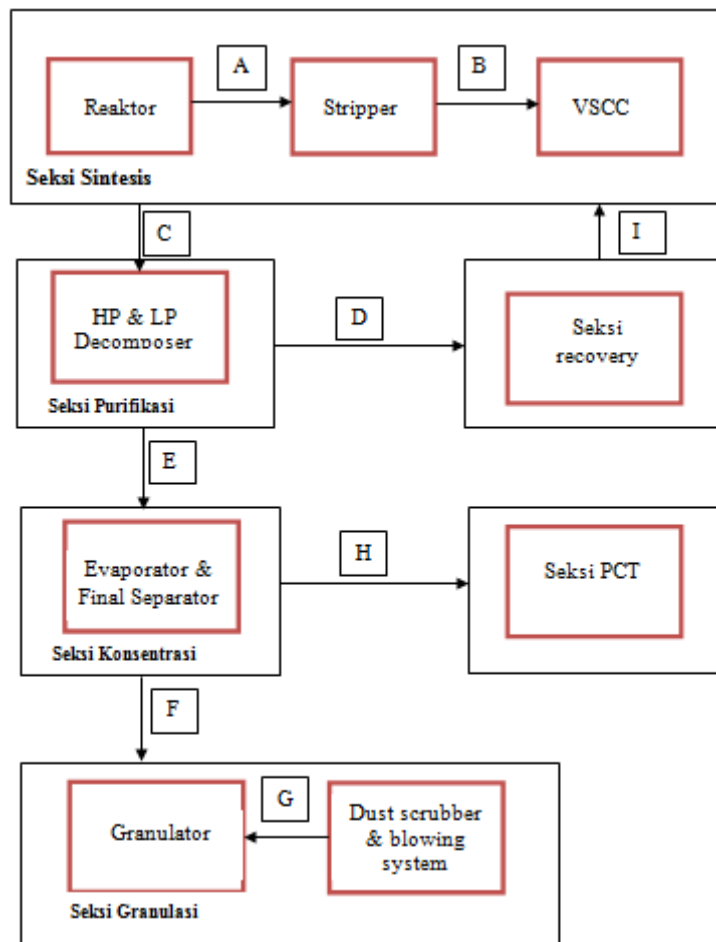 A
B
Reaktor
Stripper
VSCC
Seksi Sintesis
C
I
HP & LP
Decomposer
D
Seksi
recovery
Seksi Purifikasi
E
Evaporator &
Final Separator
H
Seksi PCT
Seksi Konsentrasi
F
Granulator
G
Dust scrubber
& blowing
system
Seksi Granulasi